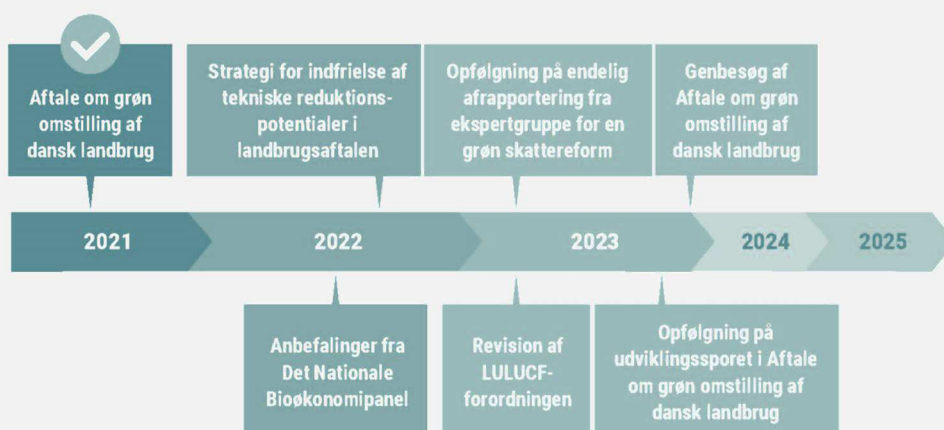 Aftale om grøn
omstilling af
dansk landbrug
Strategi for indfrielse af
tekniske reduktions-
potentialer i
landbrugsaftalen
Opfølgning på endelig
afrapportering fra
ekspertgruppe for en
grøn skattereform
Genbesøg af
Aftale om grøn
omstilling af
dansk landbrug
2021
2022
2023
2024
2025
Anbefalinger fra
Det Nationale
Bioøkonomipanel
Revision af
LULUCF-
forordningen
Opfølgning på
udviklingssporet i Aftale
om grøn omstilling af
dansk landbrug